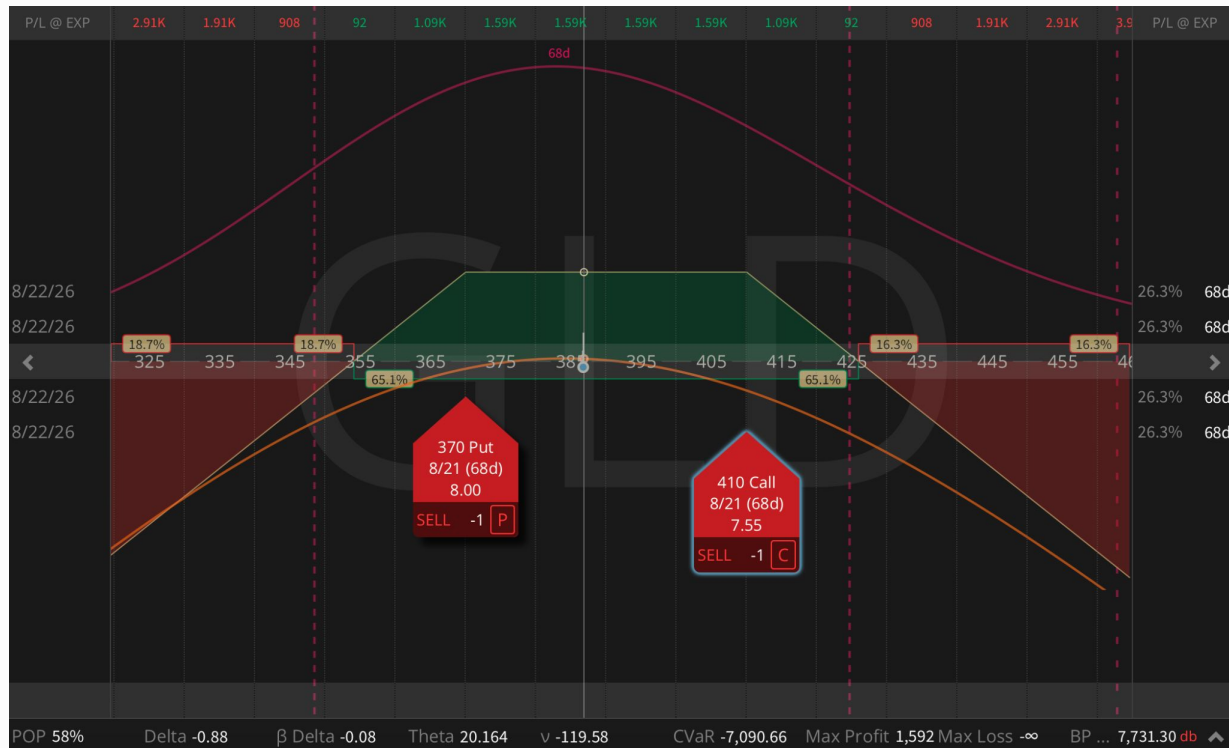 P/L @ EXP 2.91K 1.91K 908 92 1.09K 1.59K 1.59K 1.59K 1.59K 1.09K 92 908 1.91K 2.91K 3.9 P/L @ EXP
68d
GLD
8/22/26 26.3% 68d
8/22/26 26.3% 68d
18.7% 18.7% 16.3% 16.3%
325 335 345 355 365 375 385 395 405 415 425 435 445 455
65.1% 65.1%
8/22/26 26.3% 68d
8/22/26 26.3% 68d
370 Put
8/21 (68d)
8.00
SELL -1 P
410 Call
8/21 (68d)
7.55
SELL -1 C
POP 58% Delta -0.88 β Delta -0.08 Theta 20.164 ν -119.58 CVaR -7,090.66 Max Profit 1,592 Max Loss -∞ BP ... 7,731.30 db